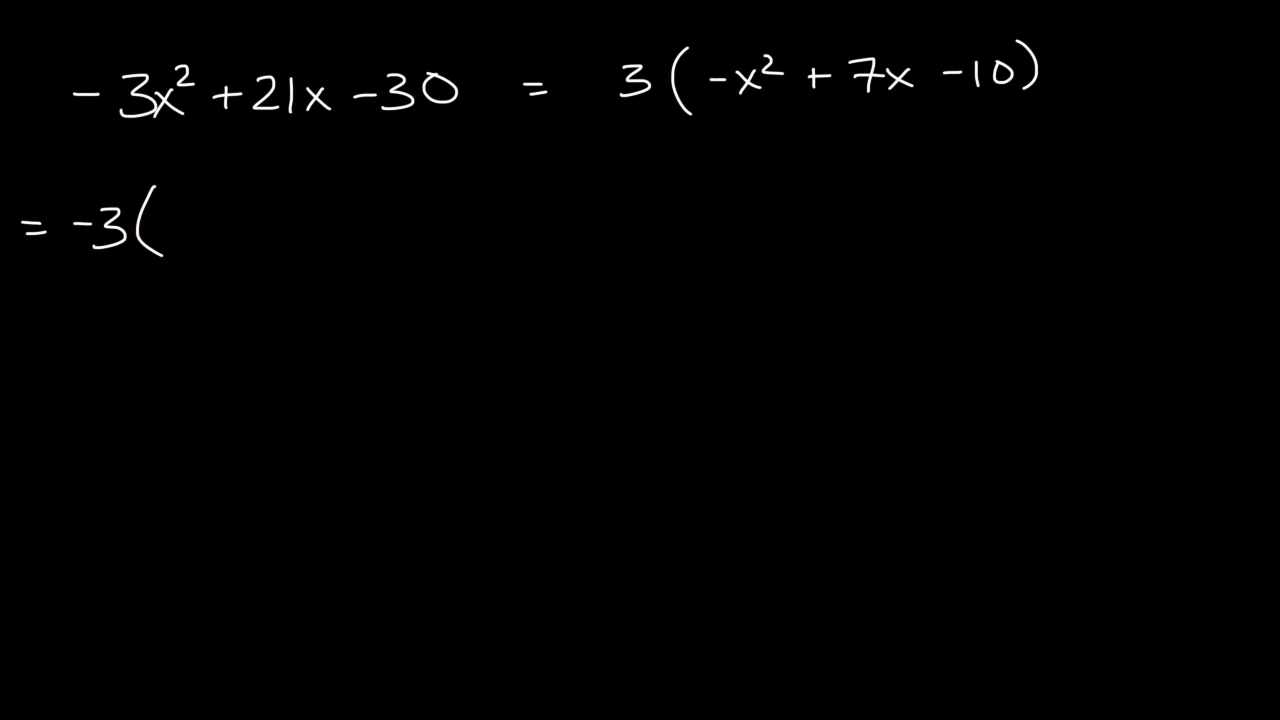 -3x² + 21x - 30 = 3(-x² + 7x - 10)
= -3(